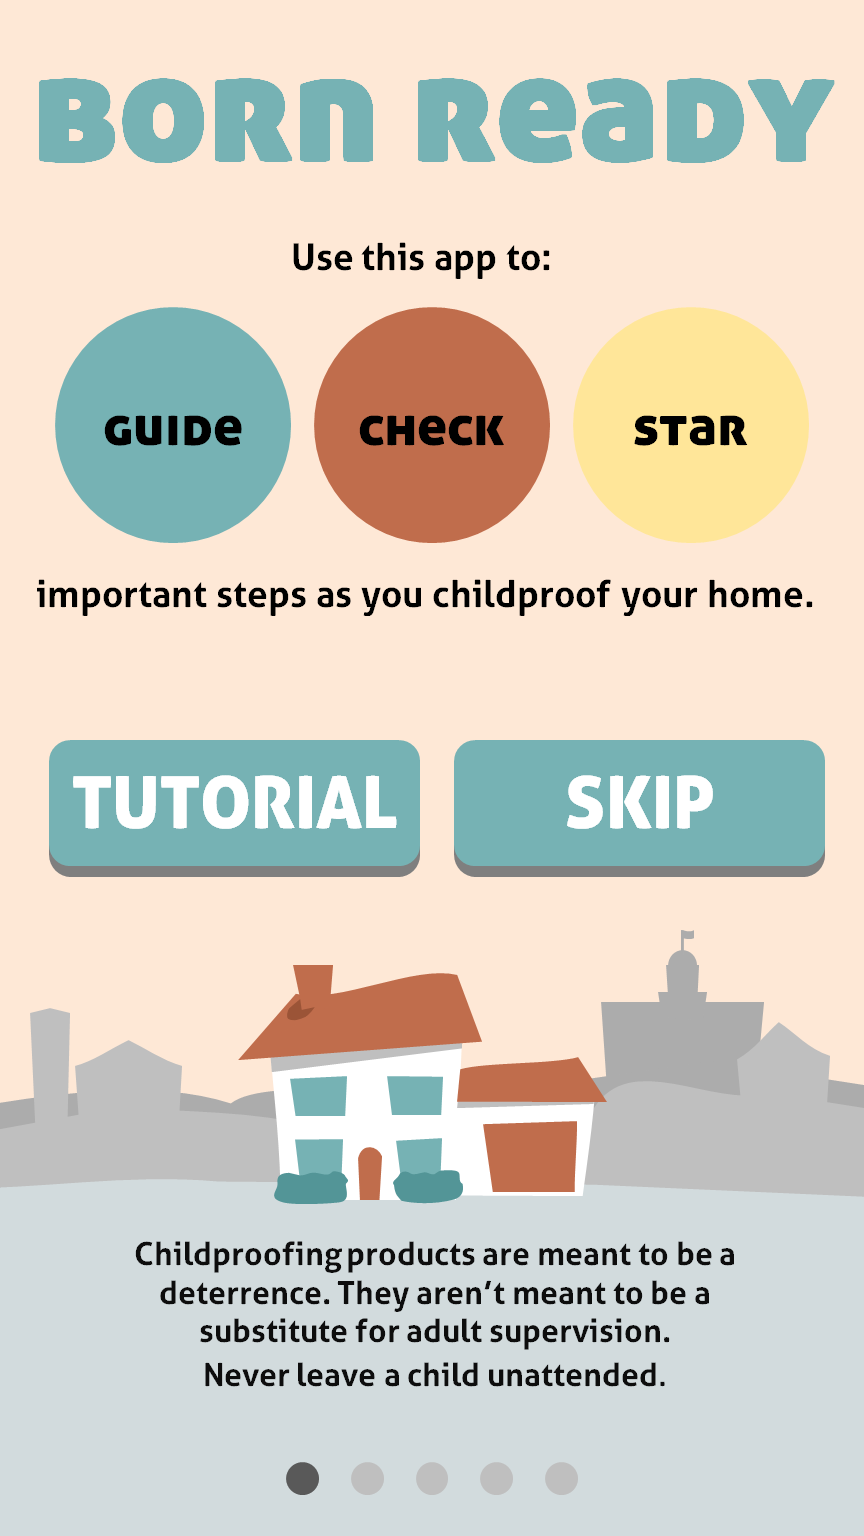 BORN READY
Use this app to:
GUIDE CHECK STAR
important steps as you childproof your home.
TUTORIAL SKIP
Childproofing products are meant to be a
deterrence. They aren’t meant to be a
substitute for adult supervision.
Never leave a child unattended.